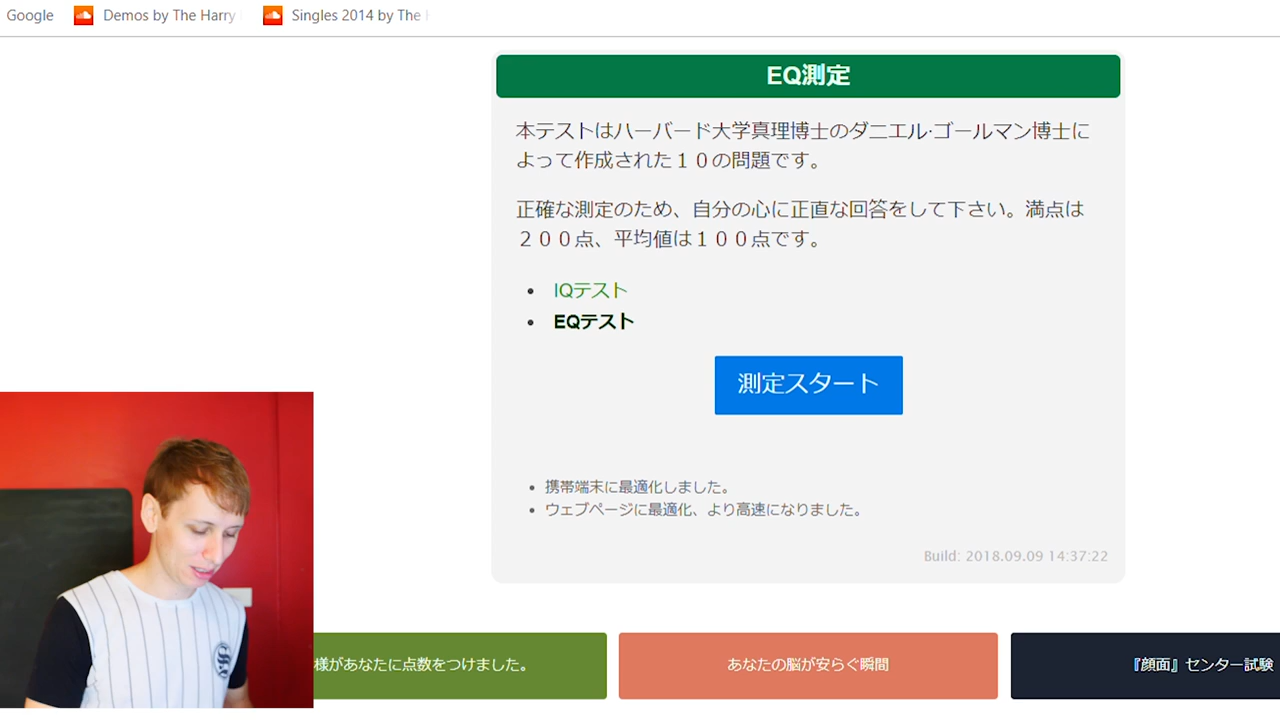 Google
Demos by The Harry
Singles 2014 by The
EQ測定
本テストはハーバード大学真理博士のダニエル·ゴールマン博士に
よって作成された１０の問題です。
正確な測定のため、自分の心に正直な回答をして下さい。満点は
２００点、平均値は１００点です。
IQテスト
EQテスト
測定スタート
携帯端末に最適化しました。
ウェブページに最適化、より高速になりました。
Build: 2018.09.09 14:37:22
様があなたに点数をつけました。
あなたの脳が安らぐ瞬間
『顔面』センター試験